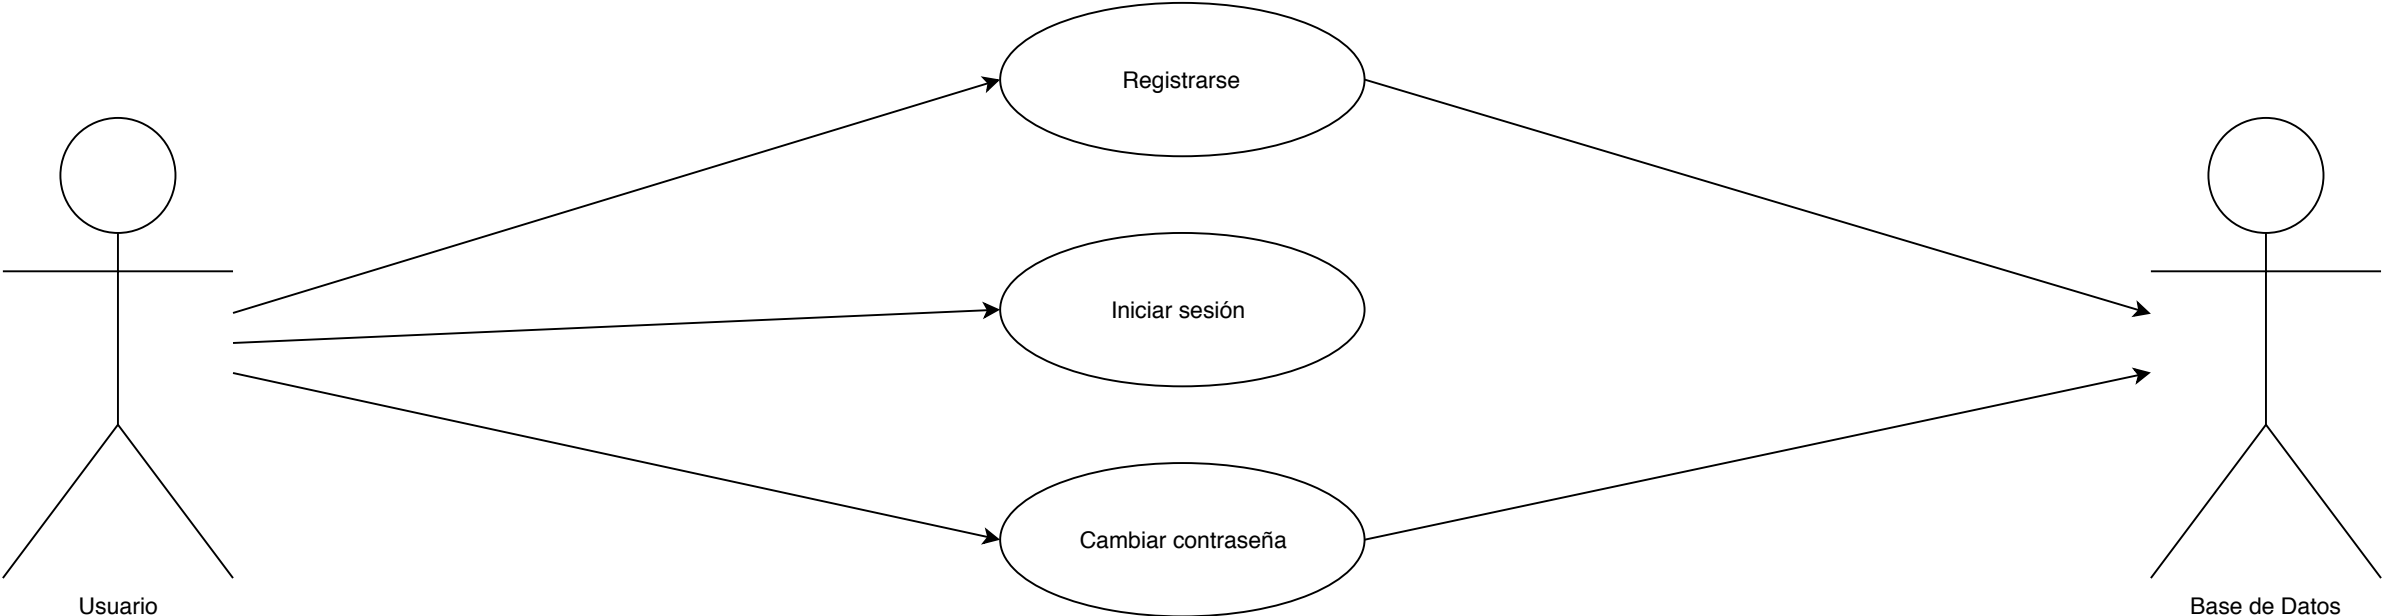 Registrarse
Iniciar sesión
Cambiar contraseña
Usuario
Base de Datos